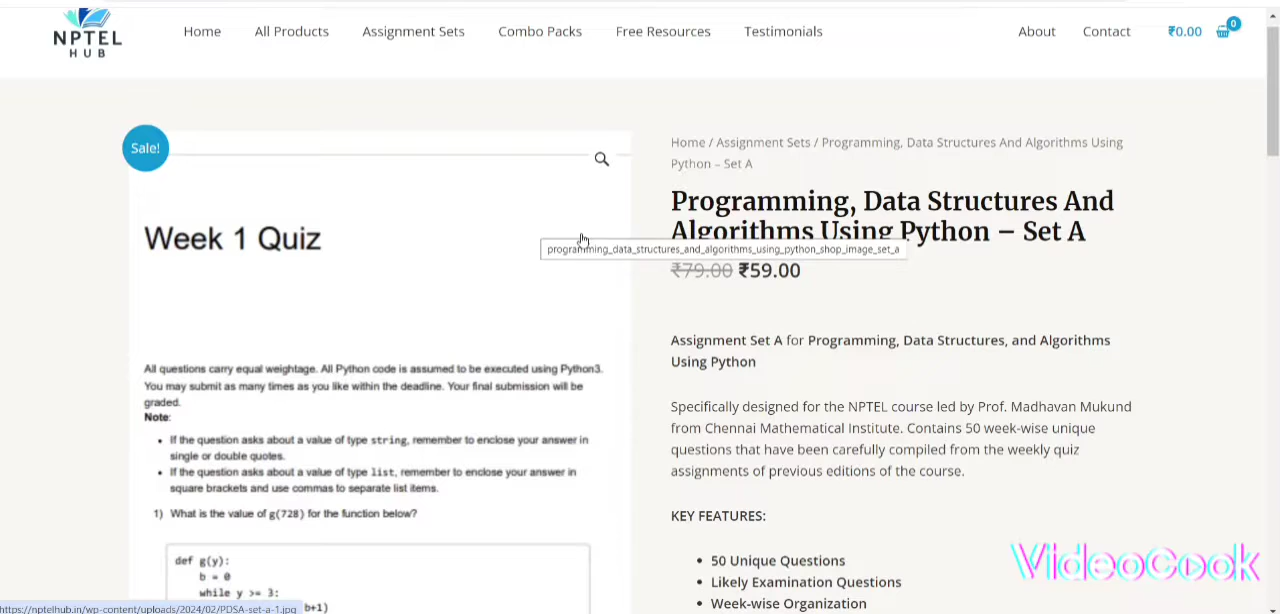 NPTEL
HUB
Home
All Products
Assignment Sets
Combo Packs
Free Resources
Testimonials
About
Contact
₹0.00
0
Sale!
Week 1 Quiz
All questions carry equal weightage. All Python code is assumed to be executed using Python3.
You may submit as many times as you like within the deadline. Your final submission will be
graded.
Note:
• If the question asks about a value of type string, remember to enclose your answer in
single or double quotes.
• If the question asks about a value of type list, remember to enclose your answer in
square brackets and use commas to separate list items.
1) What is the value of g(728) for the function below?
def g(y):
b = 0
while y >= 3:
b+1)
https://nptelhub.in/wp-content/uploads/2024/02/PDSA-set-a-1.jpg
Home / Assignment Sets / Programming, Data Structures And Algorithms Using
Python – Set A
Programming, Data Structures And
Algorithms Using Python – Set A
programming_data_structures_and_algorithms_using_python_shop_image_set_a
₹79.00 ₹59.00
Assignment Set A for Programming, Data Structures, and Algorithms
Using Python
Specifically designed for the NPTEL course led by Prof. Madhavan Mukund
from Chennai Mathematical Institute. Contains 50 week-wise unique
questions that have been carefully compiled from the weekly quiz
assignments of previous editions of the course.
KEY FEATURES:
• 50 Unique Questions
• Likely Examination Questions
• Week-wise Organization
VideoCook